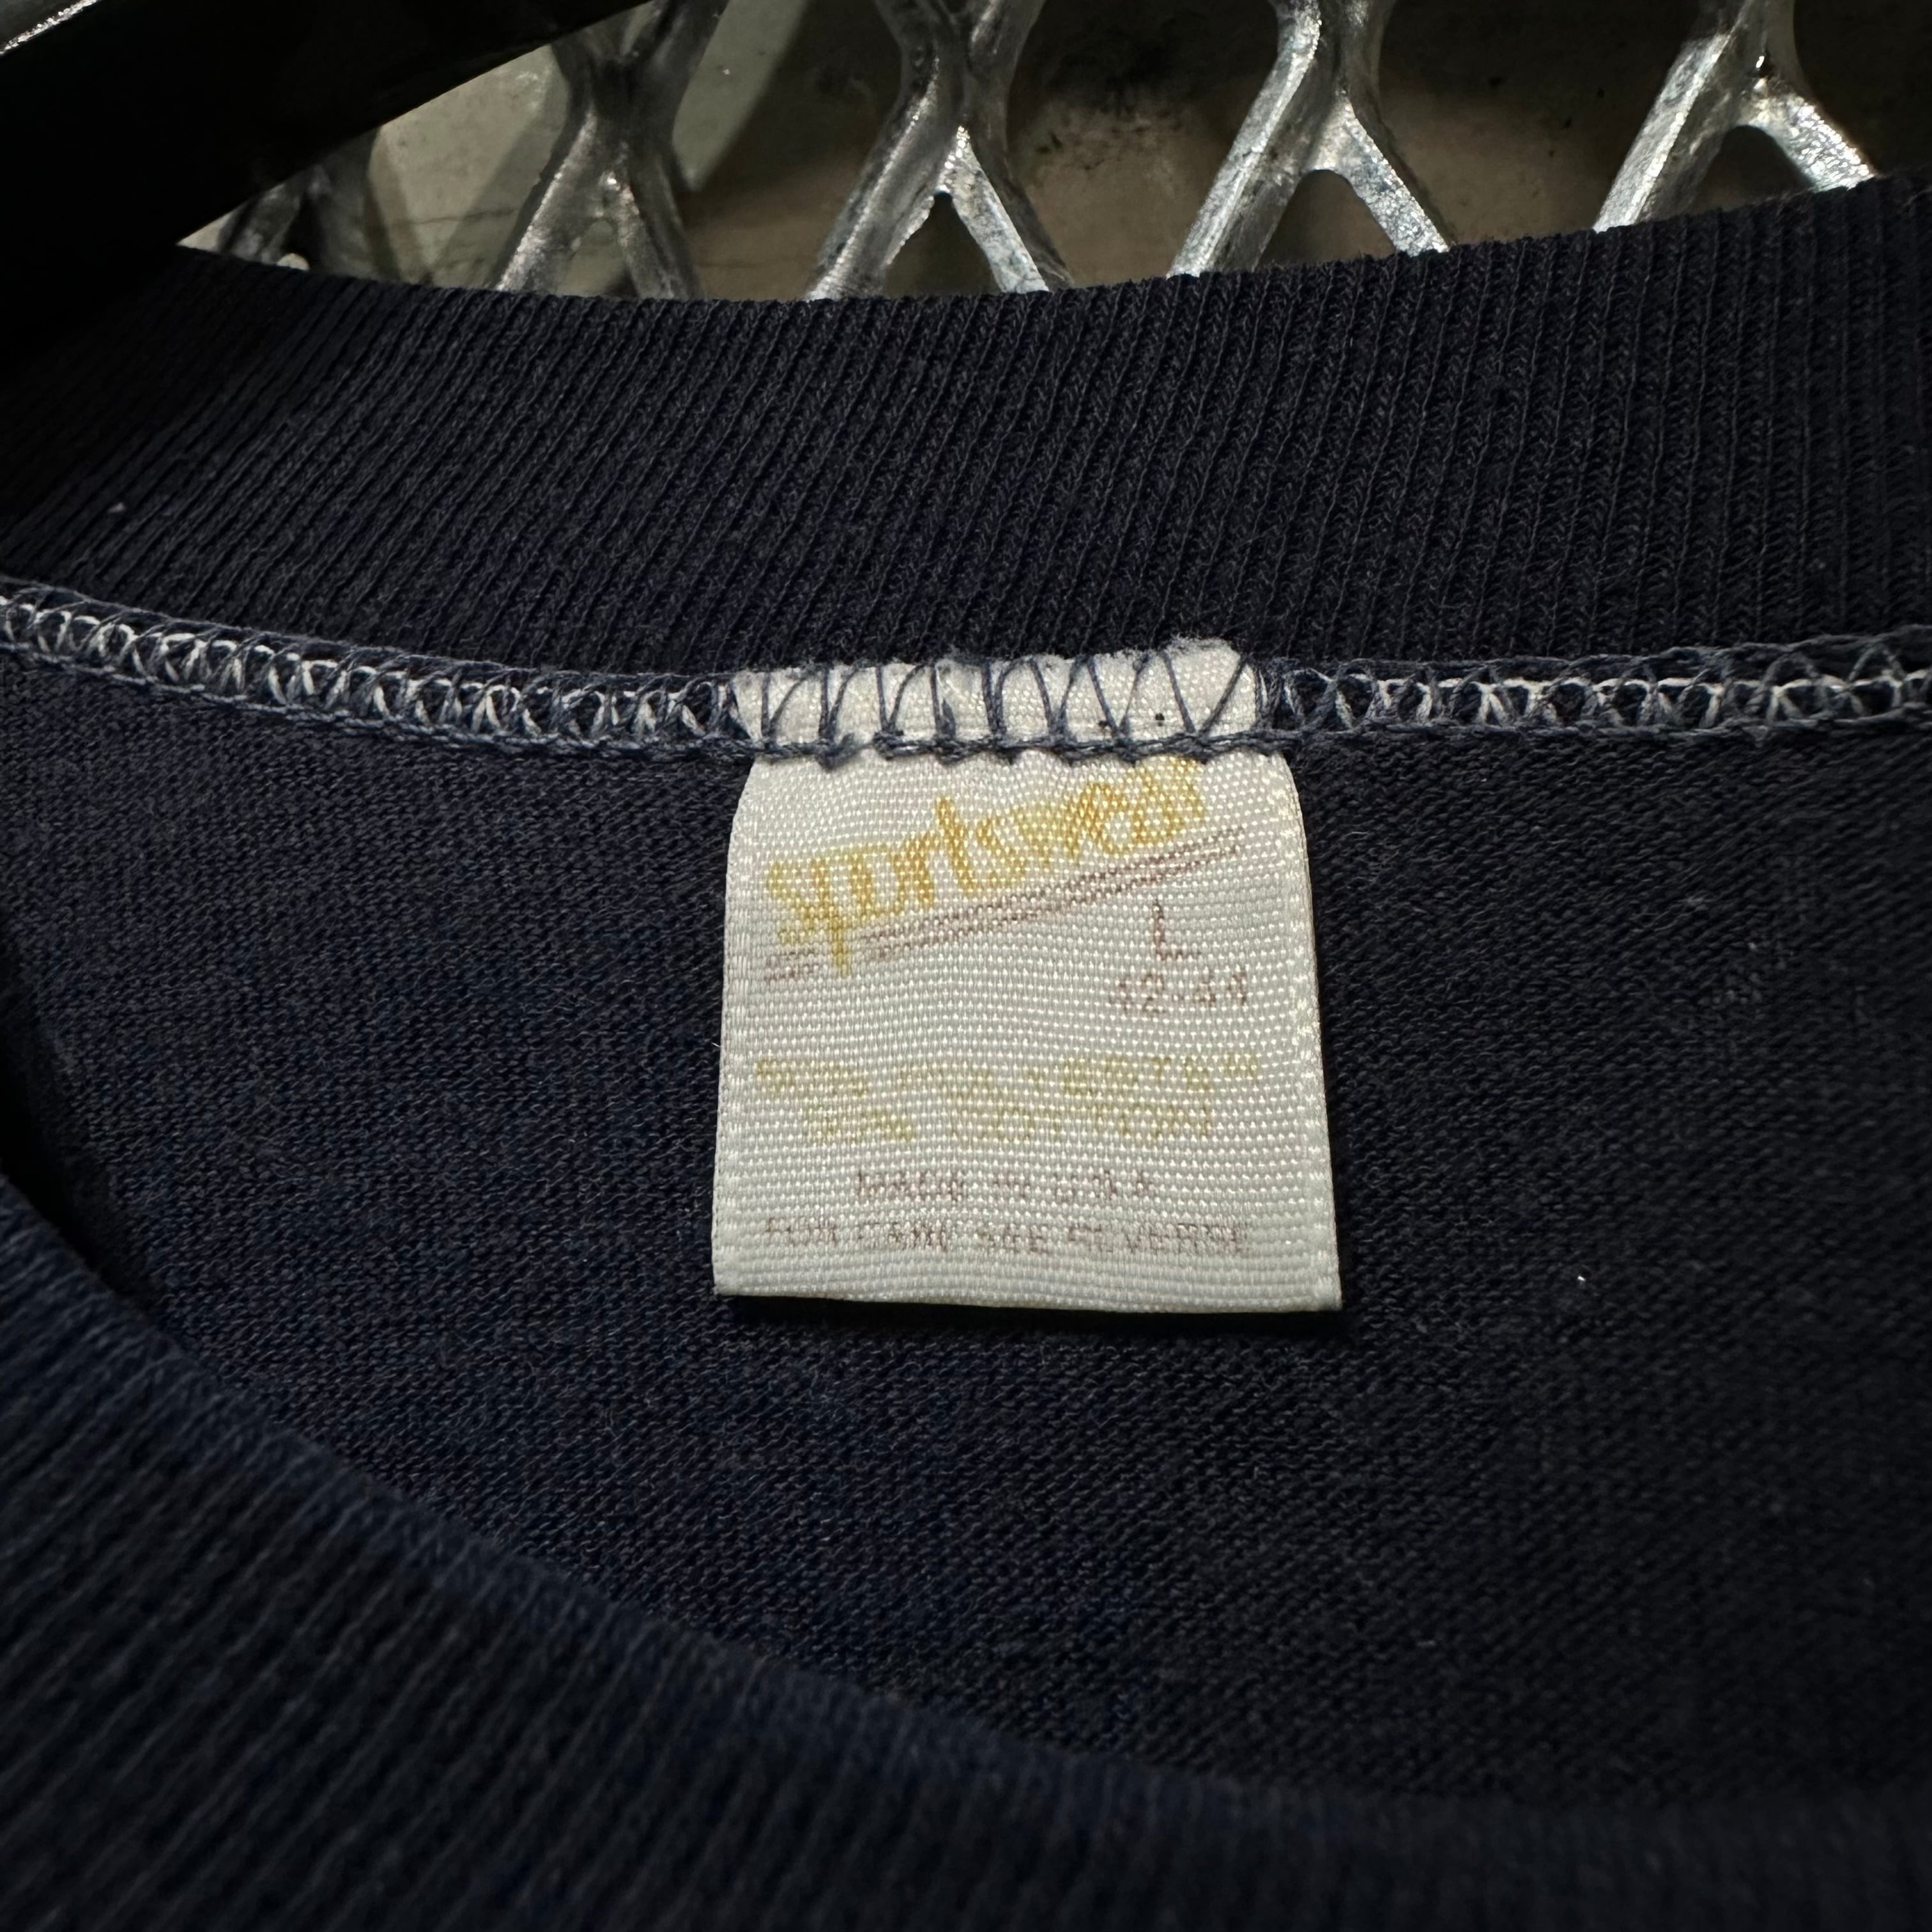 Sportswear
L
42-44
MADE IN U.S.A.
FOR CARE SEE REVERSE